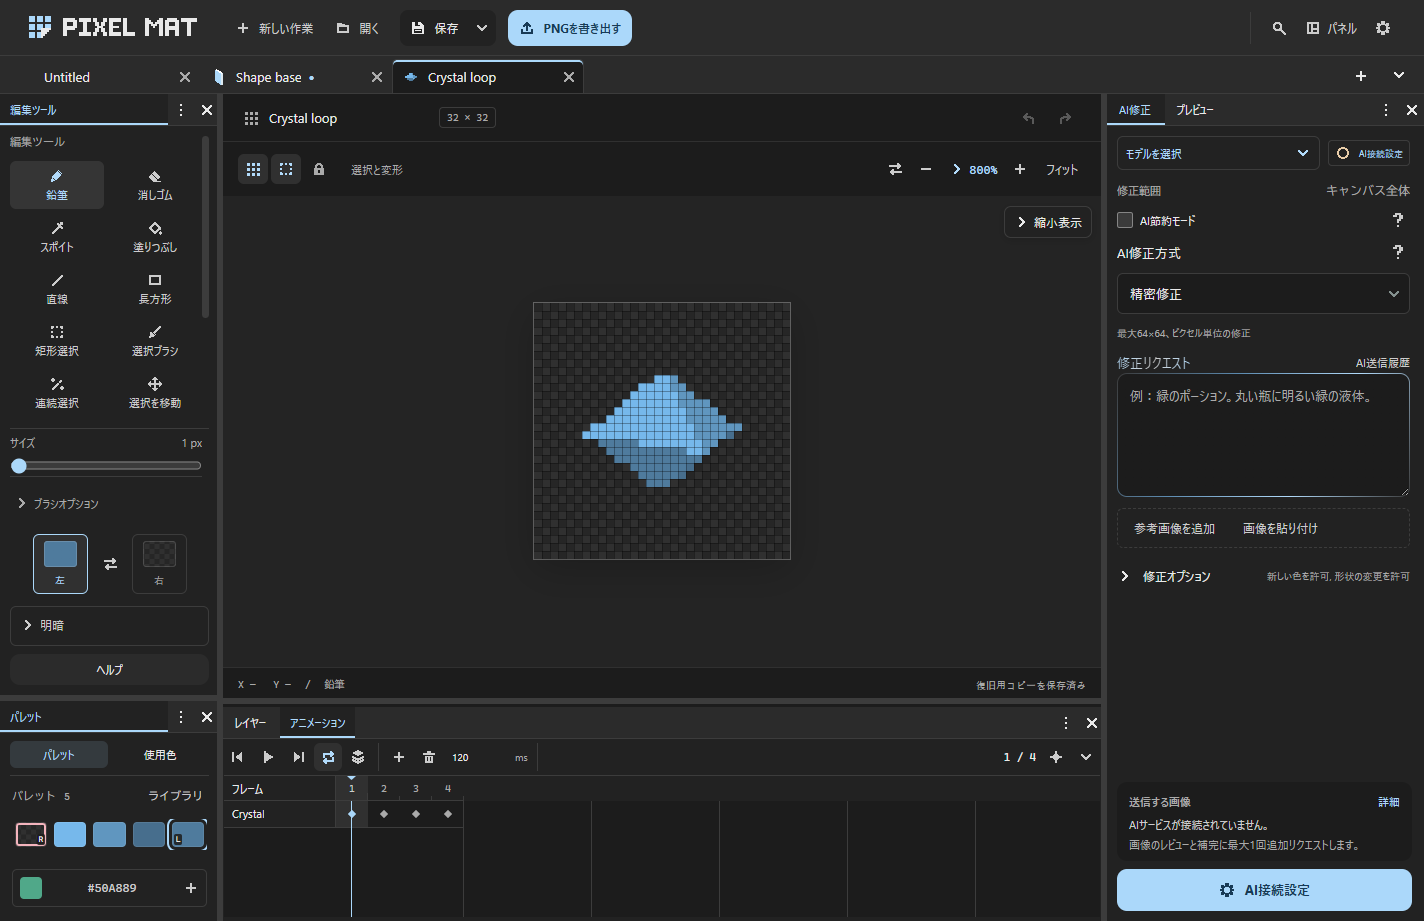 PIXEL MAT
新しい作業
開く
保存
PNGを書き出す
パネル
Untitled
Shape base
Crystal loop
編集ツール
編集ツール
鉛筆
消しゴム
スポイト
塗りつぶし
直線
長方形
矩形選択
選択ブラシ
連続選択
選択を移動
サイズ
1 px
ブラシオプション
左
右
明暗
ヘルプ
パレット
パレット
使用色
パレット 5
ライブラリ
R
L
#50A889
Crystal loop
32 × 32
選択と変形
800%
フィット
縮小表示
X −
Y −
/
鉛筆
復旧用コピーを保存済み
レイヤー
アニメーション
120
ms
1 / 4
フレーム
1
2
3
4
Crystal
AI修正
プレビュー
モデルを選択
AI接続設定
修正範囲
キャンバス全体
AI節約モード
?
AI修正方式
?
精密修正
最大64×64、ピクセル単位の修正
修正リクエスト
AI送信履歴
例：緑のポーション。丸い瓶に明るい緑の液体。
参考画像を追加
画像を貼り付け
修正オプション
新しい色を許可, 形状の変更を許可
送信する画像
詳細
AIサービスが接続されていません。
画像のレビューと補完に最大1回追加リクエストします。
AI接続設定